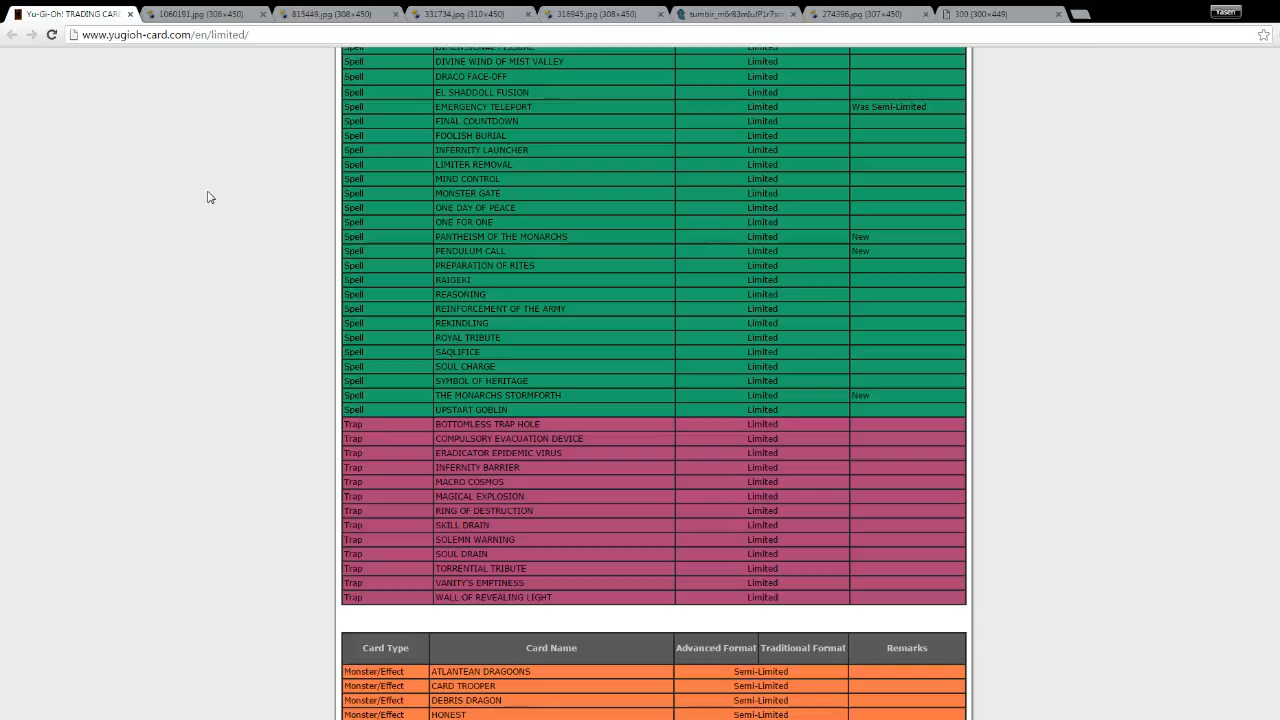 Yu-Gi-Oh! TRADING CARD
1060191.jpg (308×450)
815449.jpg (308×450)
331734.jpg (310×450)
316945.jpg (308×450)
274396.jpg (307×450)
300 (300×449)
Yasen
www.yugioh-card.com/en/limited/
Spell DIMENSIONAL FISSURE Limited
Spell DIVINE WIND OF MIST VALLEY Limited
Spell DRACO FACE-OFF Limited
Spell EL SHADDOLL FUSION Limited
Spell EMERGENCY TELEPORT Limited Was Semi-Limited
Spell FINAL COUNTDOWN Limited
Spell FOOLISH BURIAL Limited
Spell INFERNITY LAUNCHER Limited
Spell LIMITER REMOVAL Limited
Spell MIND CONTROL Limited
Spell MONSTER GATE Limited
Spell ONE DAY OF PEACE Limited
Spell ONE FOR ONE Limited
Spell PANTHEISM OF THE MONARCHS Limited New
Spell PENDULUM CALL Limited New
Spell PREPARATION OF RITES Limited
Spell RAIGEKI Limited
Spell REASONING Limited
Spell REINFORCEMENT OF THE ARMY Limited
Spell REKINDLING Limited
Spell ROYAL TRIBUTE Limited
Spell SAQLIFICE Limited
Spell SOUL CHARGE Limited
Spell SYMBOL OF HERITAGE Limited
Spell THE MONARCHS STORMFORTH Limited New
Spell UPSTART GOBLIN Limited
Trap BOTTOMLESS TRAP HOLE Limited
Trap COMPULSORY EVACUATION DEVICE Limited
Trap ERADICATOR EPIDEMIC VIRUS Limited
Trap INFERNITY BARRIER Limited
Trap MACRO COSMOS Limited
Trap MAGICAL EXPLOSION Limited
Trap RING OF DESTRUCTION Limited
Trap SKILL DRAIN Limited
Trap SOLEMN WARNING Limited
Trap SOUL DRAIN Limited
Trap TORRENTIAL TRIBUTE Limited
Trap VANITY'S EMPTINESS Limited
Trap WALL OF REVEALING LIGHT Limited
Card Type Card Name Advanced Format Traditional Format Remarks
Monster/Effect ATLANTEAN DRAGOONS Semi-Limited
Monster/Effect CARD TROOPER Semi-Limited
Monster/Effect DEBRIS DRAGON Semi-Limited
Monster/Effect HONEST Semi-Limited